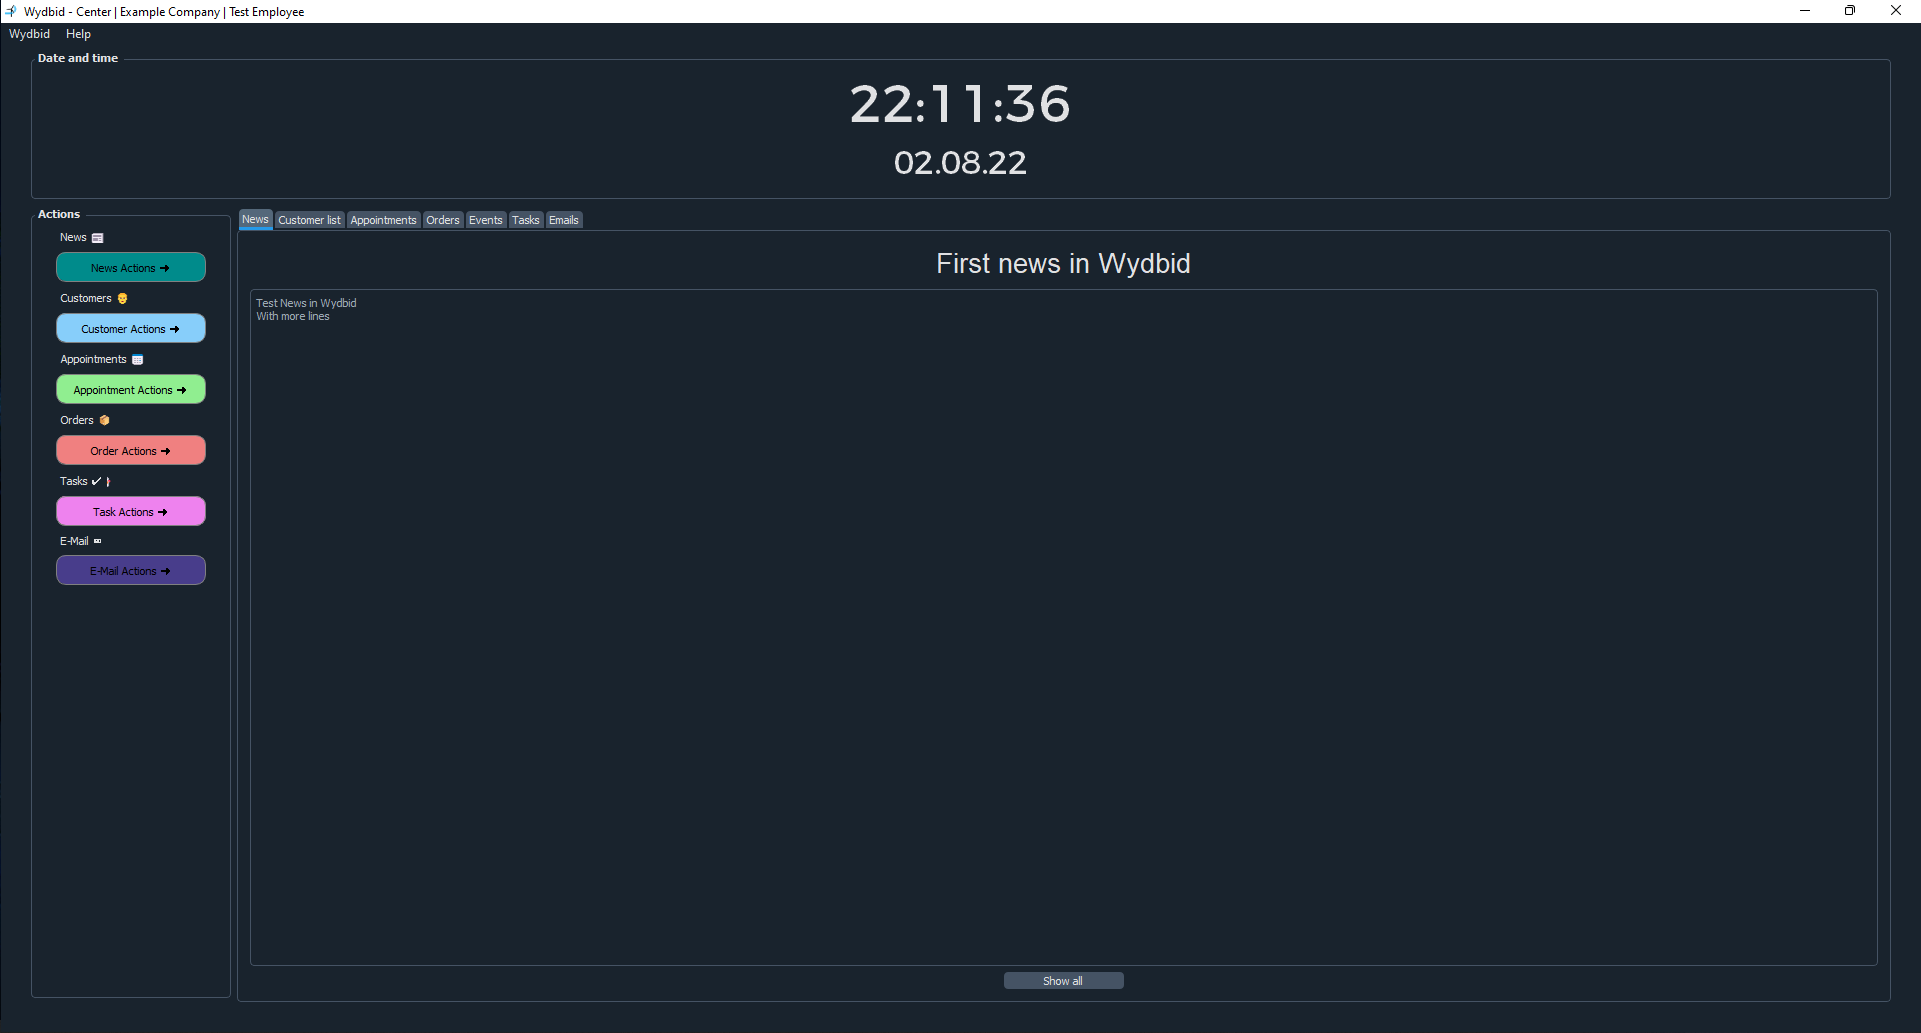 Wydbid - Center | Example Company | Test Employee
Wydbid Help
Date and time
22:11:36
02.08.22
Actions
News
News Actions ➜
Customers
Customer Actions ➜
Appointments
Appointment Actions ➜
Orders
Order Actions ➜
Tasks ✓
Task Actions ➜
E-Mail
E-Mail Actions ➜
News Customer list Appointments Orders Events Tasks Emails
First news in Wydbid
Test News in Wydbid
With more lines
Show all